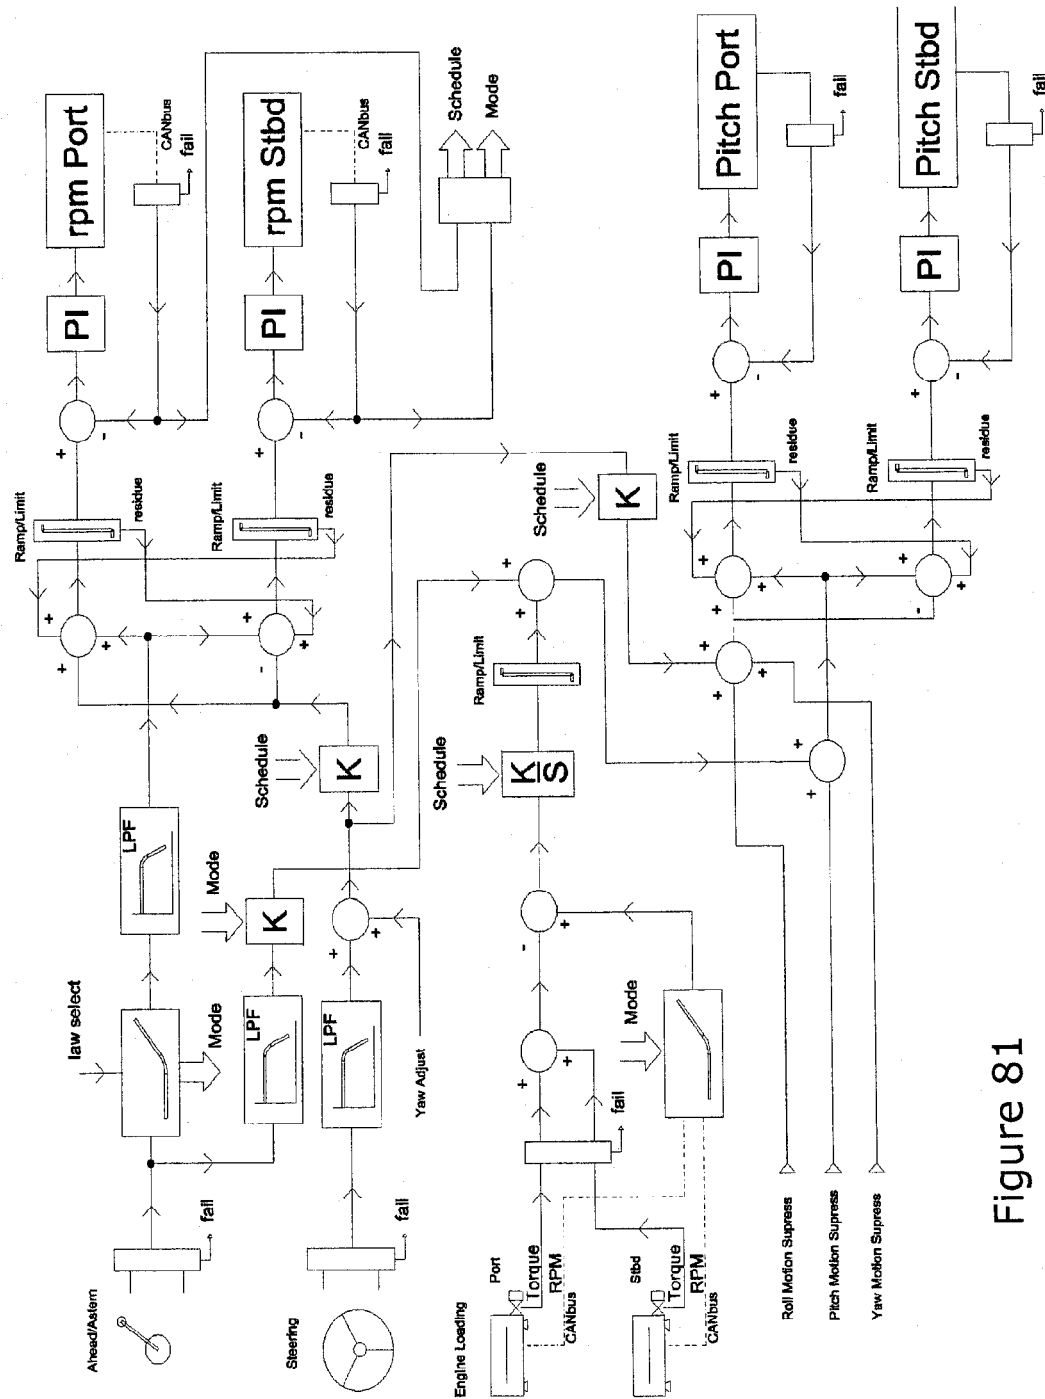 Ahead/Astern
fail
law select
Mode
LPF
LPF
Mode
K
Steering
fail
LPF
Yaw Adjust
Schedule
K
+
+
+
+
+
+
-
+
+
Ramp/Limit
residue
Ramp/Limit
residue
+
-
PI
rpm Port
CANbus
fail
+
-
PI
rpm Stbd
CANbus
fail
Schedule
Mode
Engine Loading
Port
Torque
RPM
CANbus
Stbd
Torque
RPM
CANbus
fail
+
+
Mode
-
+
Schedule
K
S
Ramp/Limit
+
+
Schedule
K
Roll Motion Supress
Pitch Motion Supress
Yaw Motion Supress
+
+
+
+
+
+
+
+
-
+
+
Ramp/Limit
residue
Ramp/Limit
residue
+
-
PI
Pitch Port
fail
+
-
PI
Pitch Stbd
fail
Figure 81